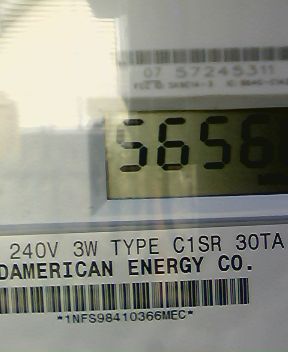 07 57245311
5656
240V 3W TYPE C1SR 30TA
DAMERICAN ENERGY CO.
*1NFS98410366MEC*